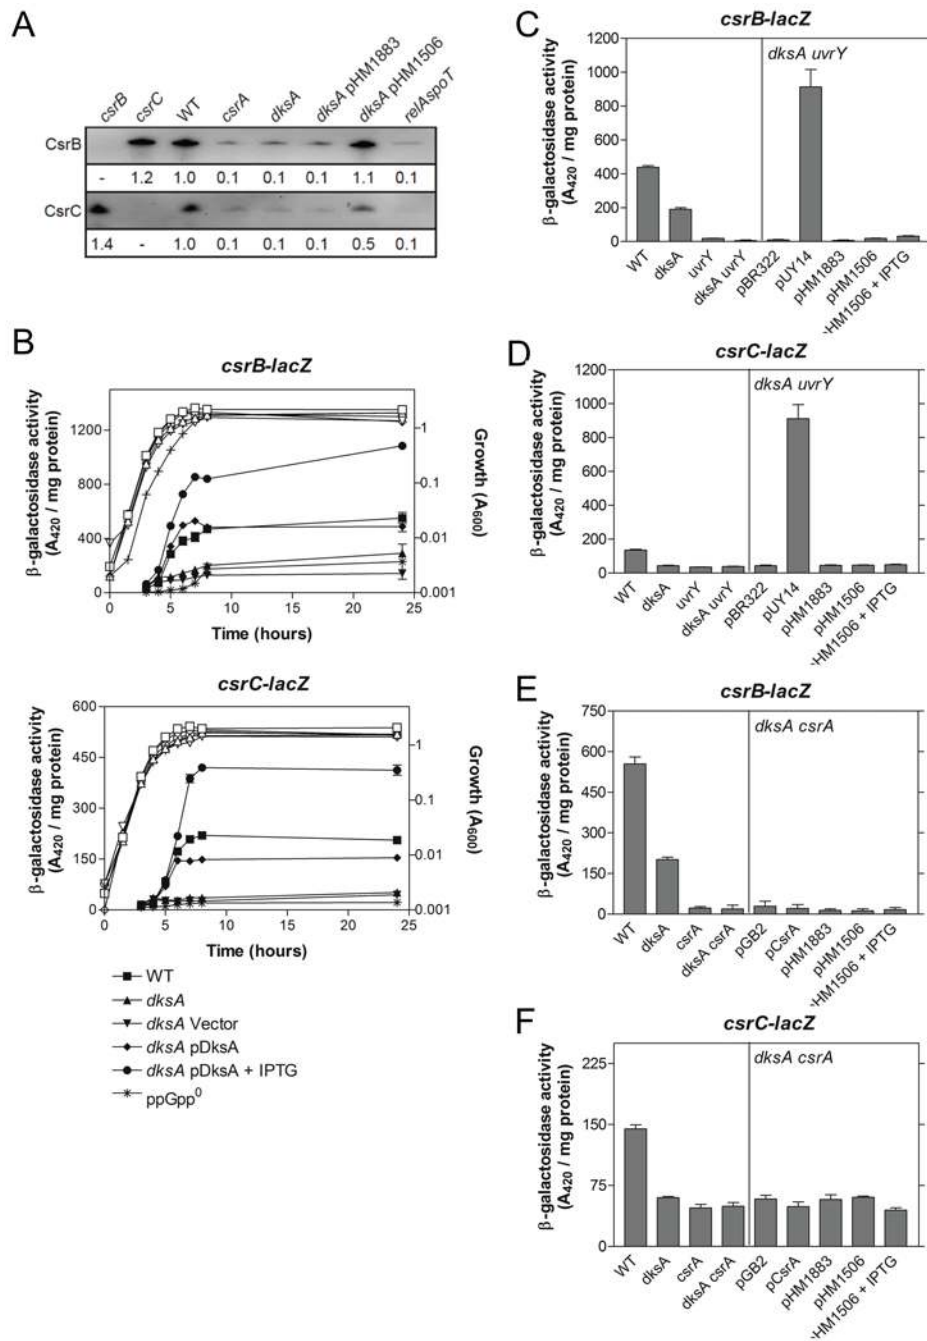 A
csrB
csrC
WT
csrA
dksA
dksA pHM1883
dksA pHM1506
relAspoT
CsrB
- 1.2 1.0 0.1 0.1 0.1 1.1 0.1
CsrC
1.4 - 1.0 0.1 0.1 0.1 0.5 0.1
B
csrB-lacZ
β-galactosidase activity
(A420 / mg protein)
1200
800
400
0
1
0.1
0.01
0.001
Growth (A600)
0 5 10 15 20 25
Time (hours)
csrC-lacZ
β-galactosidase activity
(A420 / mg protein)
600
450
300
150
0
1
0.1
0.01
0.001
Growth (A600)
0 5 10 15 20 25
Time (hours)
WT
dksA
dksA Vector
dksA pDksA
dksA pDksA + IPTG
ppGpp0
C
csrB-lacZ
β-galactosidase activity
(A420 / mg protein)
1200
1000
800
600
400
200
0
dksA uvrY
WT
dksA
uvrY
dksA uvrY
pBR322
pUY14
pHM1883
pHM1506
pHM1506 + IPTG
D
csrC-lacZ
β-galactosidase activity
(A420 / mg protein)
1200
1000
800
600
400
200
0
dksA uvrY
WT
dksA
uvrY
dksA uvrY
pBR322
pUY14
pHM1883
pHM1506
pHM1506 + IPTG
E
csrB-lacZ
β-galactosidase activity
(A420 / mg protein)
750
600
450
300
150
0
dksA csrA
WT
dksA
csrA
dksA csrA
pGB2
pCsrA
pHM1883
pHM1506
pHM1506 + IPTG
F
csrC-lacZ
β-galactosidase activity
(A420 / mg protein)
225
150
75
0
dksA csrA
WT
dksA
csrA
dksA csrA
pGB2
pCsrA
pHM1883
pHM1506
pHM1506 + IPTG